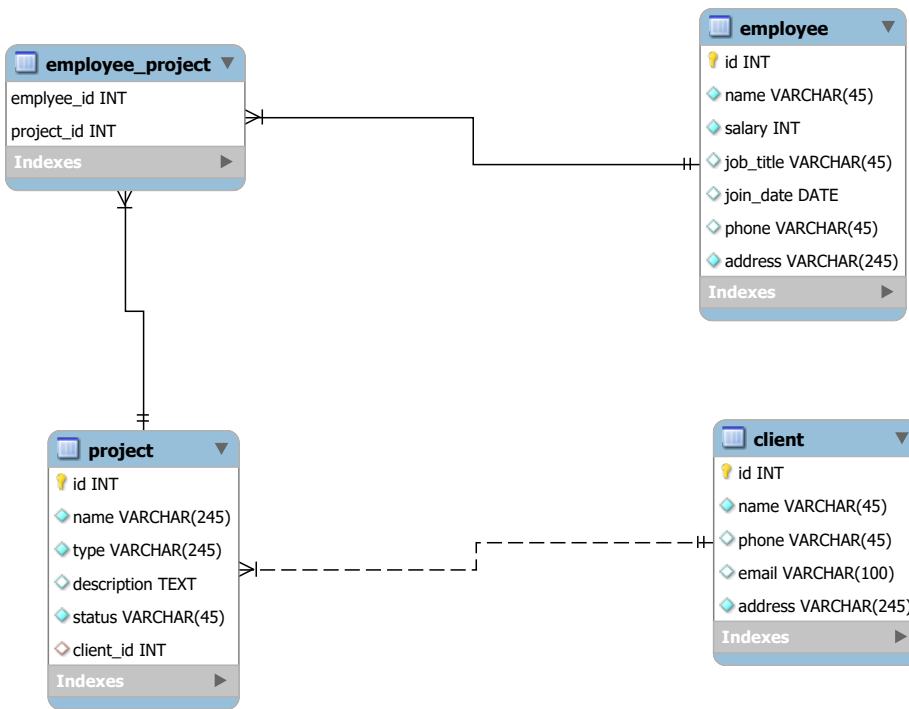 employee_project
emplyee_id INT
project_id INT
Indexes
employee
id INT
name VARCHAR(45)
salary INT
job_title VARCHAR(45)
join_date DATE
phone VARCHAR(45)
address VARCHAR(245)
Indexes
project
id INT
name VARCHAR(245)
type VARCHAR(245)
description TEXT
status VARCHAR(45)
client_id INT
Indexes
client
id INT
name VARCHAR(45)
phone VARCHAR(45)
email VARCHAR(100)
address VARCHAR(245)
Indexes